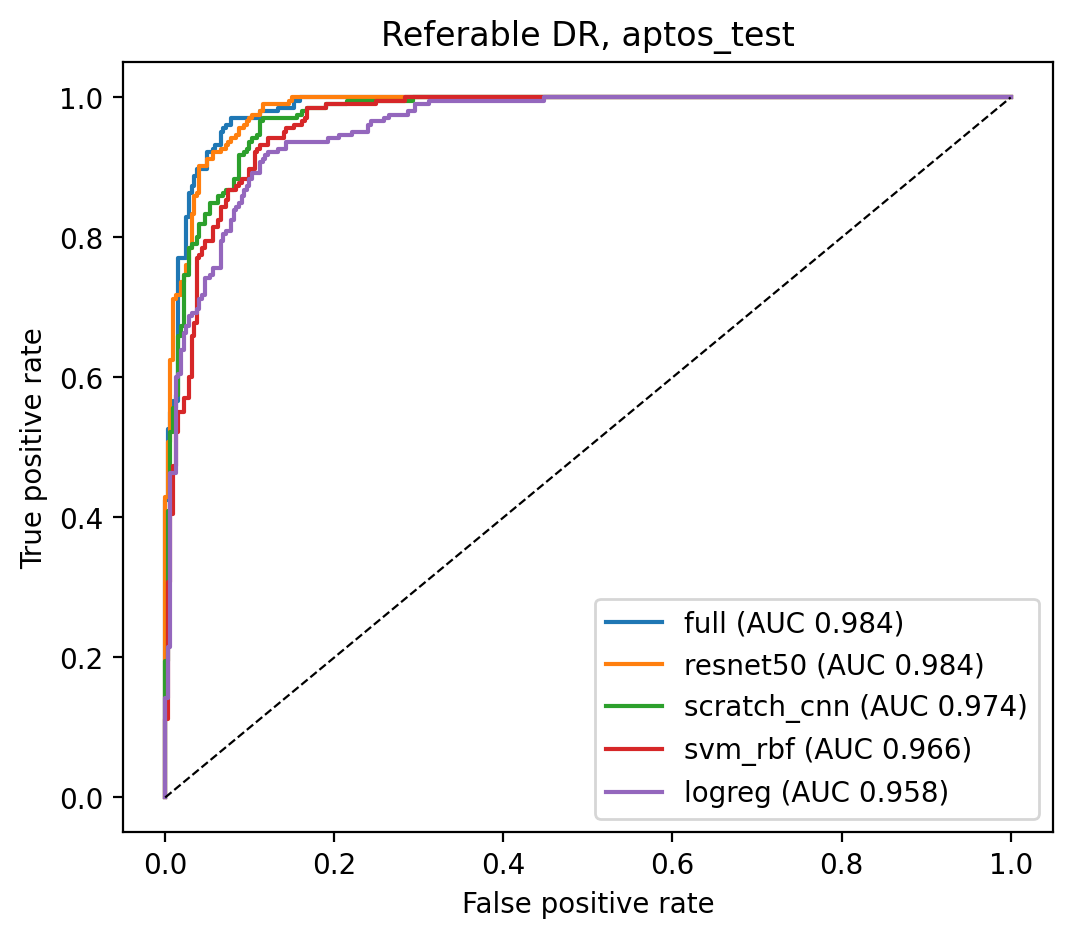 Referable DR, aptos_test
1.0
0.8
0.6
0.4
0.2
0.0
True positive rate
full (AUC 0.984)
resnet50 (AUC 0.984)
scratch_cnn (AUC 0.974)
svm_rbf (AUC 0.966)
logreg (AUC 0.958)
0.0 0.2 0.4 0.6 0.8 1.0
False positive rate